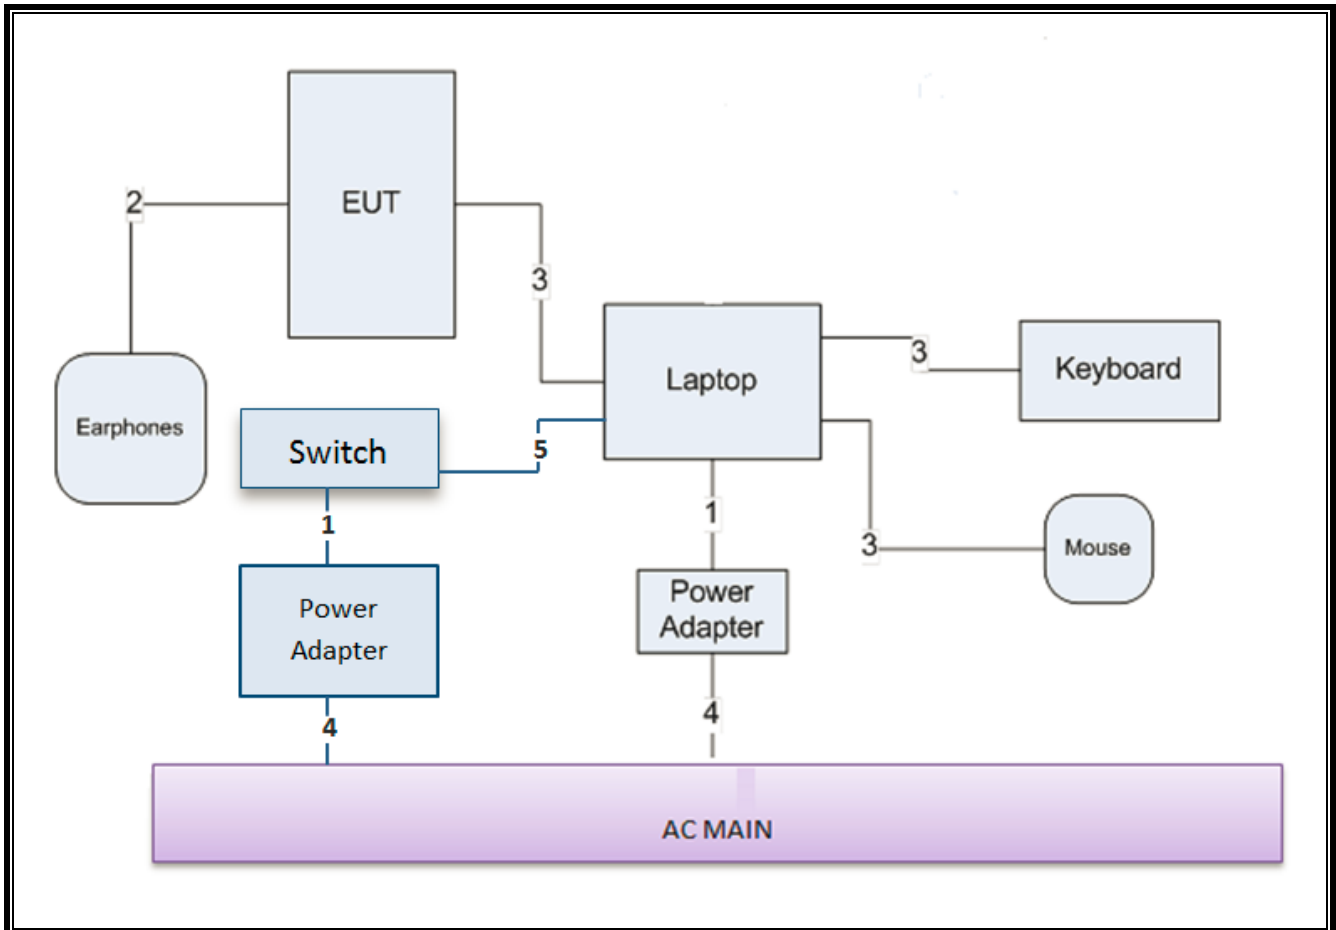 EUT
2
3
Laptop
3
Keyboard
Earphones
Switch
5
1
1
3
Mouse
Power
Adapter
Power
Adapter
4
4
AC MAIN